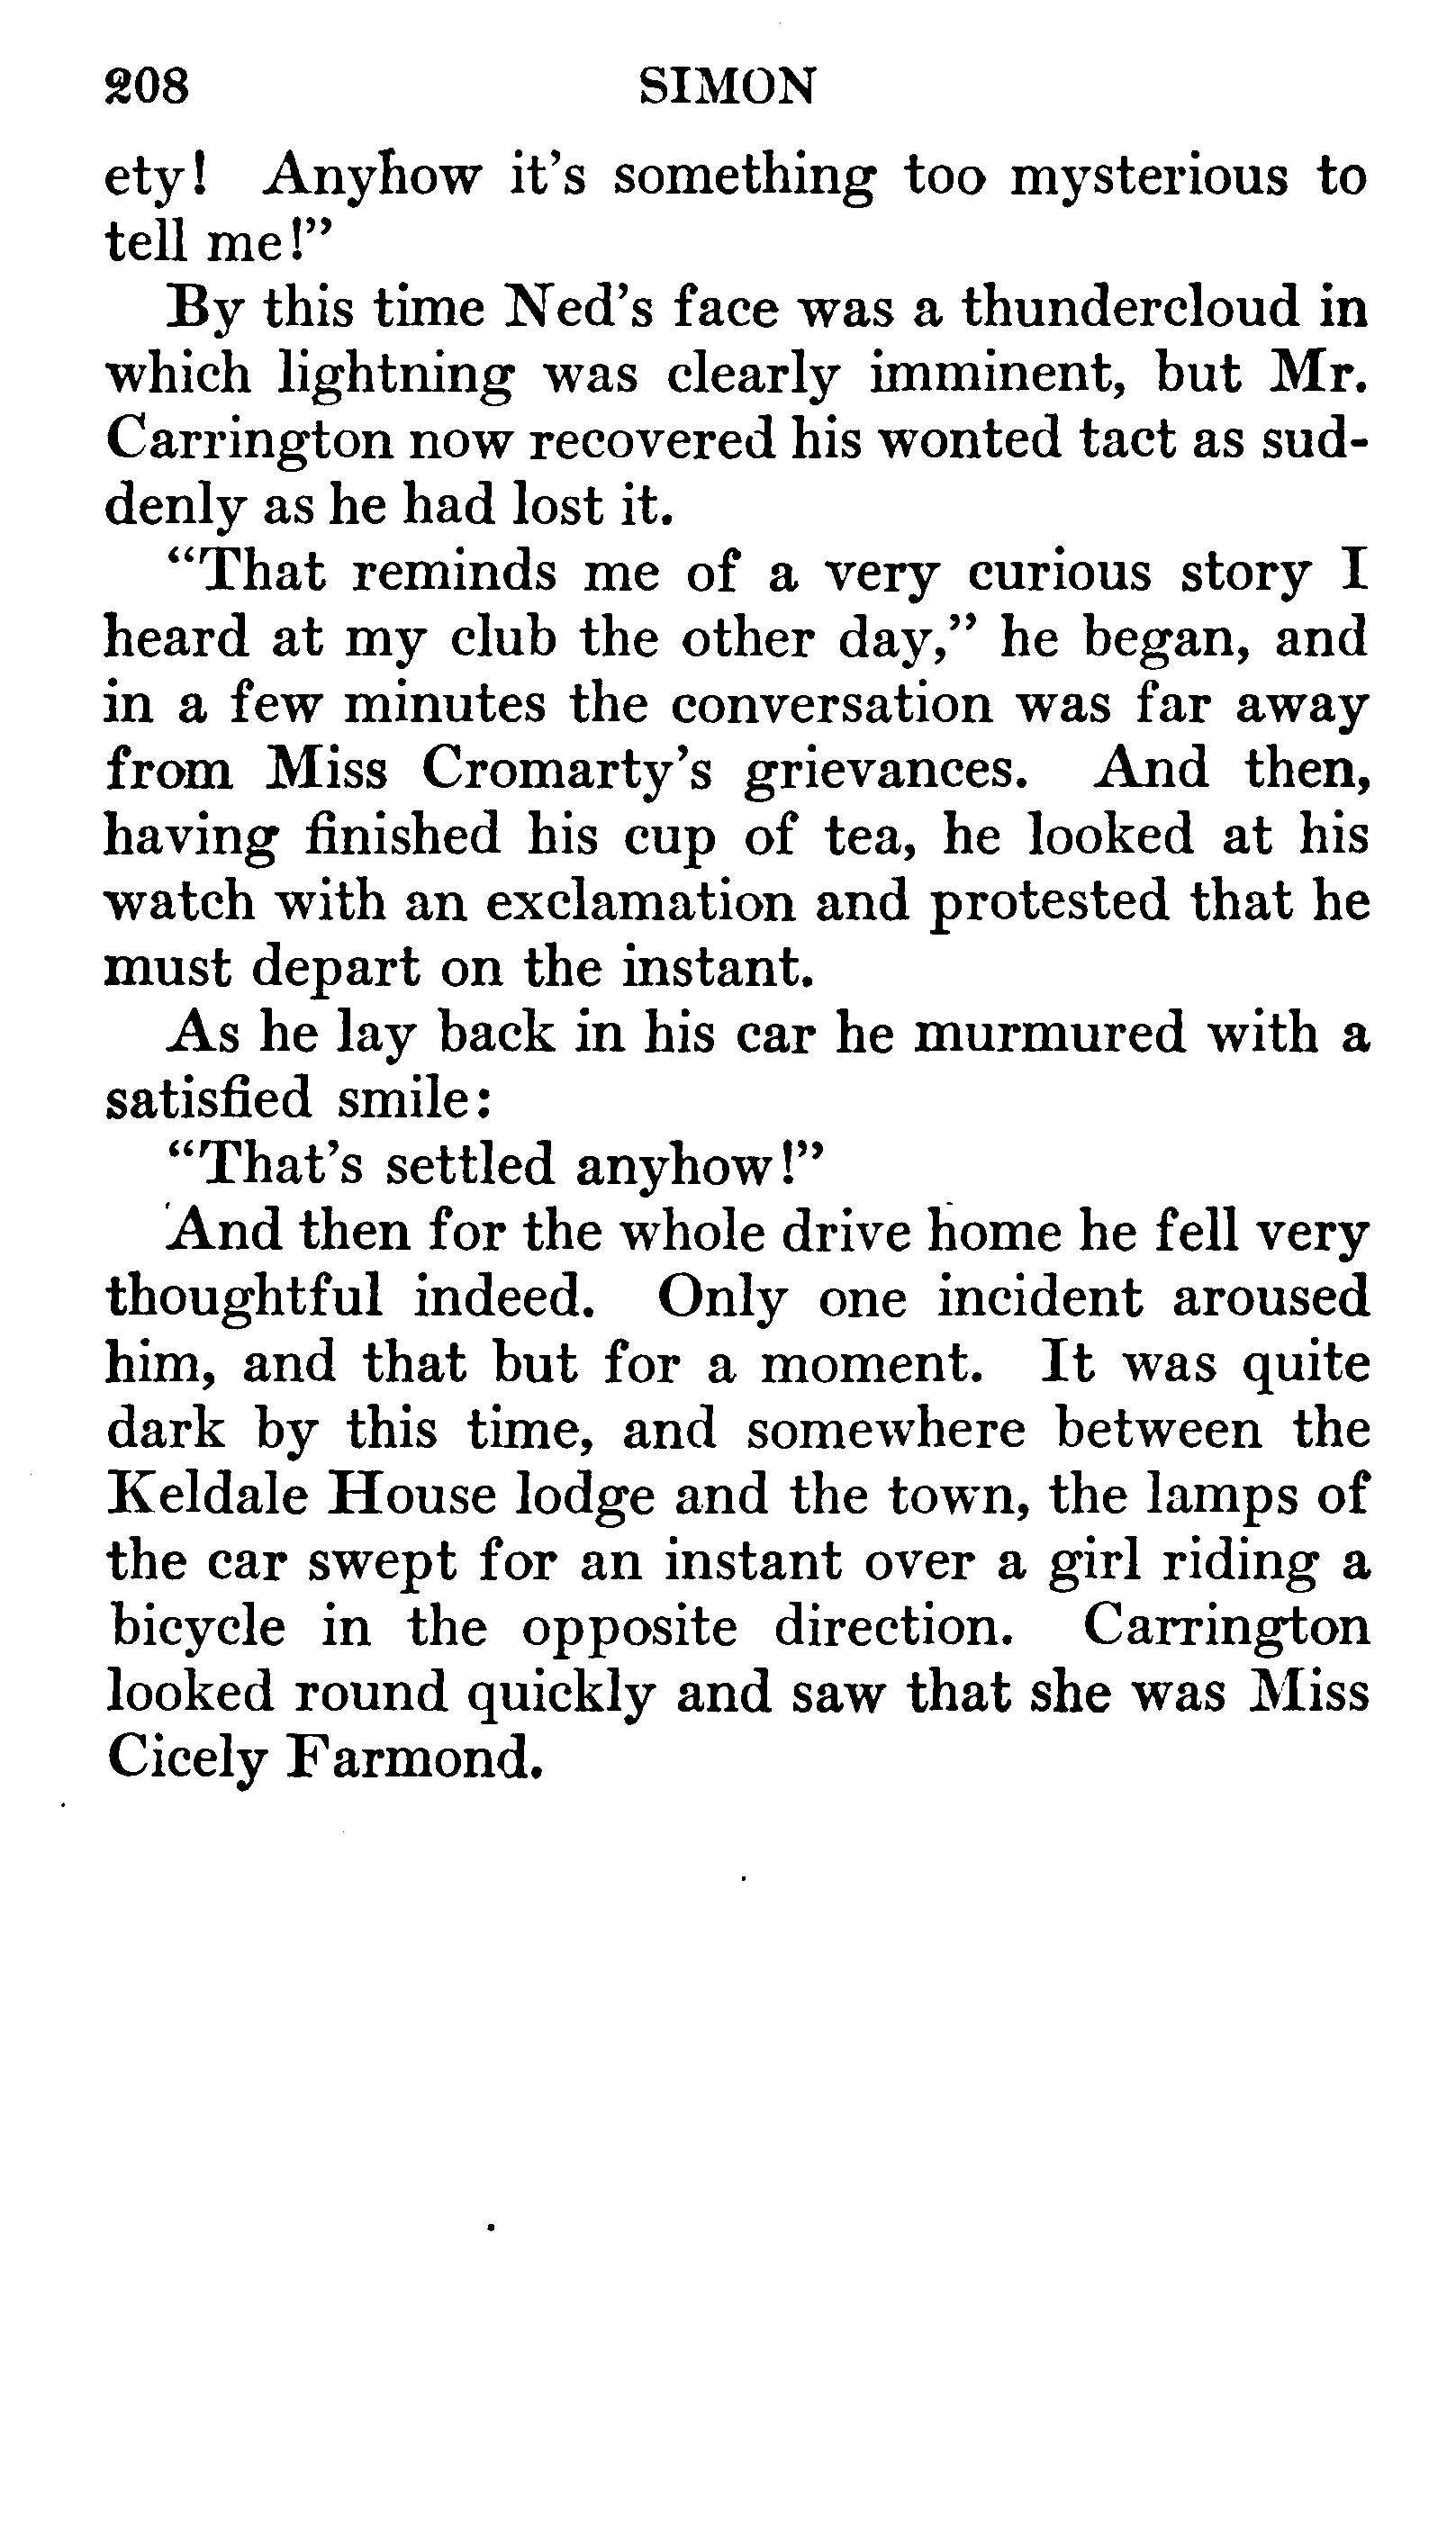 208 SIMON
ety! Anyhow it's something too mysterious to
tell me!"
By this time Ned's face was a thundercloud in
which lightning was clearly imminent, but Mr.
Carrington now recovered his wonted tact as sud-
denly as he had lost it.
"That reminds me of a very curious story I
heard at my club the other day," he began, and
in a few minutes the conversation was far away
from Miss Cromarty's grievances. And then,
having finished his cup of tea, he looked at his
watch with an exclamation and protested that he
must depart on the instant.
As he lay back in his car he murmured with a
satisfied smile:
"That's settled anyhow!"
And then for the whole drive home he fell very
thoughtful indeed. Only one incident aroused
him, and that but for a moment. It was quite
dark by this time, and somewhere between the
Keldale House lodge and the town, the lamps of
the car swept for an instant over a girl riding a
bicycle in the opposite direction. Carrington
looked round quickly and saw that she was Miss
Cicely Farmond.